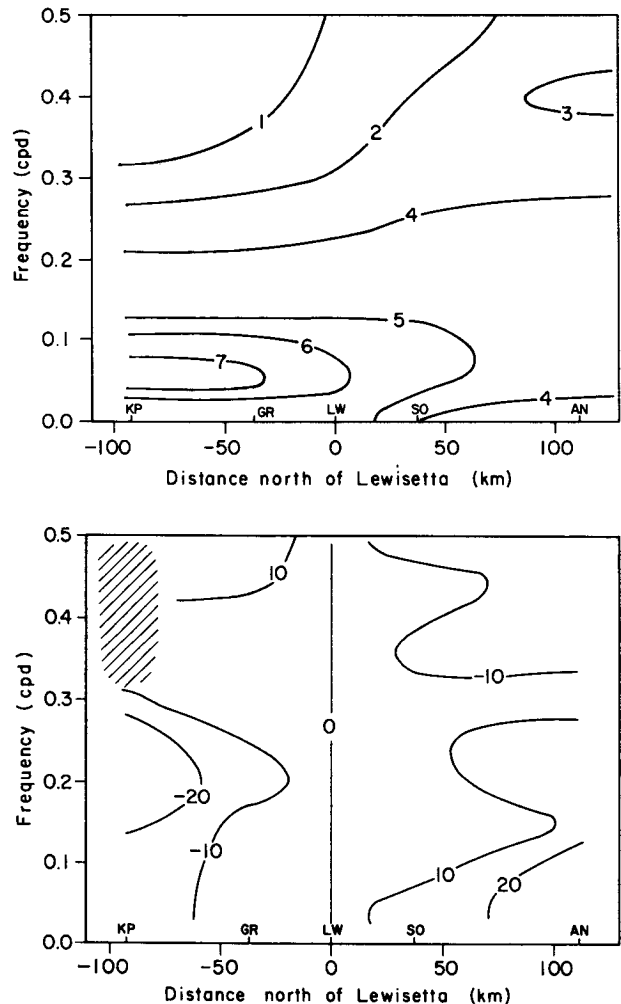 0.5
0.4
0.3
0.2
0.1
0.0
Frequency (cpd)
1
2
3
4
5
6
7
4
KP
GR
LW
SO
AN
-100
-50
0
50
100
Distance north of Lewisetta (km)
0.5
0.4
0.3
0.2
0.1
0.0
Frequency (cpd)
10
-10
0
-20
-10
10
20
KP
GR
LW
SO
AN
-100
-50
0
50
100
Distance north of Lewisetta (km)